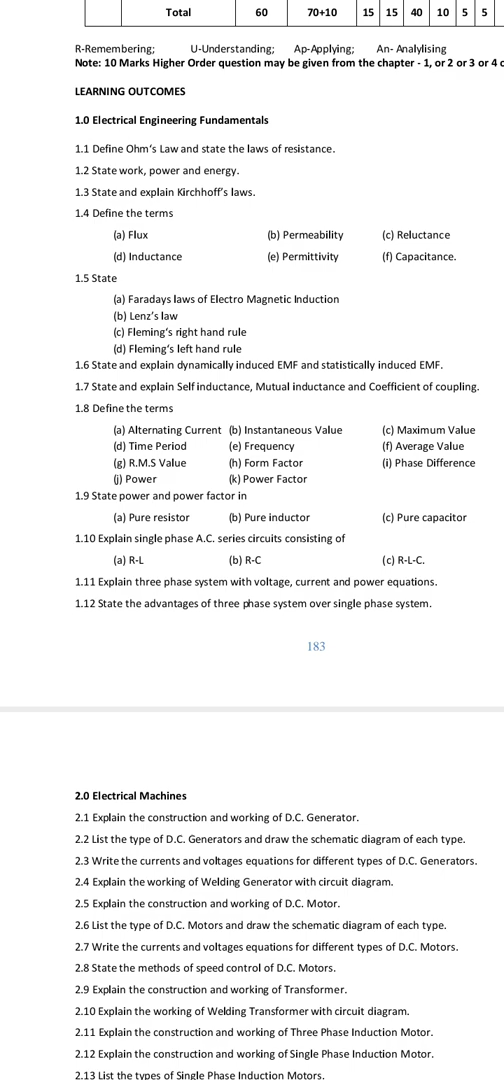 Total 60 70+10 15 15 40 10 5 5
R-Remembering; U-Understanding; Ap-Applying; An- Analylising
Note: 10 Marks Higher Order question may be given from the chapter - 1, or 2 or 3 or 4
LEARNING OUTCOMES
1.0 Electrical Engineering Fundamentals
1.1 Define Ohm‘s Law and state the laws of resistance.
1.2 State work, power and energy.
1.3 State and explain Kirchhoff’s laws.
1.4 Define the terms
(a) Flux (b) Permeability (c) Reluctance
(d) Inductance (e) Permittivity (f) Capacitance.
1.5 State
(a) Faradays laws of Electro Magnetic Induction
(b) Lenz’s law
(c) Fleming’s right hand rule
(d) Fleming‘s left hand rule
1.6 State and explain dynamically induced EMF and statistically induced EMF.
1.7 State and explain Self inductance, Mutual inductance and Coefficient of coupling.
1.8 Define the terms
(a) Alternating Current (b) Instantaneous Value (c) Maximum Value
(d) Time Period (e) Frequency (f) Average Value
(g) R.M.S Value (h) Form Factor (i) Phase Difference
(j) Power (k) Power Factor
1.9 State power and power factor in
(a) Pure resistor (b) Pure inductor (c) Pure capacitor
1.10 Explain single phase A.C. series circuits consisting of
(a) R-L (b) R-C (c) R-L-C.
1.11 Explain three phase system with voltage, current and power equations.
1.12 State the advantages of three phase system over single phase system.
183
2.0 Electrical Machines
2.1 Explain the construction and working of D.C. Generator.
2.2 List the type of D.C. Generators and draw the schematic diagram of each type.
2.3 Write the currents and voltages equations for different types of D.C. Generators.
2.4 Explain the working of Welding Generator with circuit diagram.
2.5 Explain the construction and working of D.C. Motor.
2.6 List the type of D.C. Motors and draw the schematic diagram of each type.
2.7 Write the currents and voltages equations for different types of D.C. Motors.
2.8 State the methods of speed control of D.C. Motors.
2.9 Explain the construction and working of Transformer.
2.10 Explain the working of Welding Transformer with circuit diagram.
2.11 Explain the construction and working of Three Phase Induction Motor.
2.12 Explain the construction and working of Single Phase Induction Motor.
2.13 List the types of Single Phase Induction Motors.